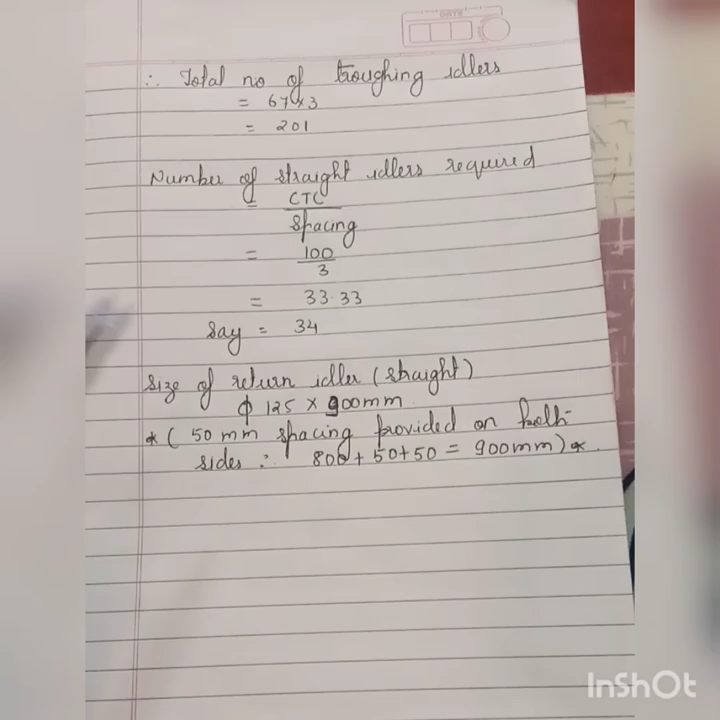 DATE
∴ Total no of troughing idlers
= 67×3
= 201
Number of straight idlers required
= CTC
Spacing
= 100
3
= 33.33
Say = 34
Size of return idler (straight)
ϕ 125 × 900mm
* ( 50 mm spacing provided on both
sides ∴ 800 + 50+50 = 900mm) *.
InShOt